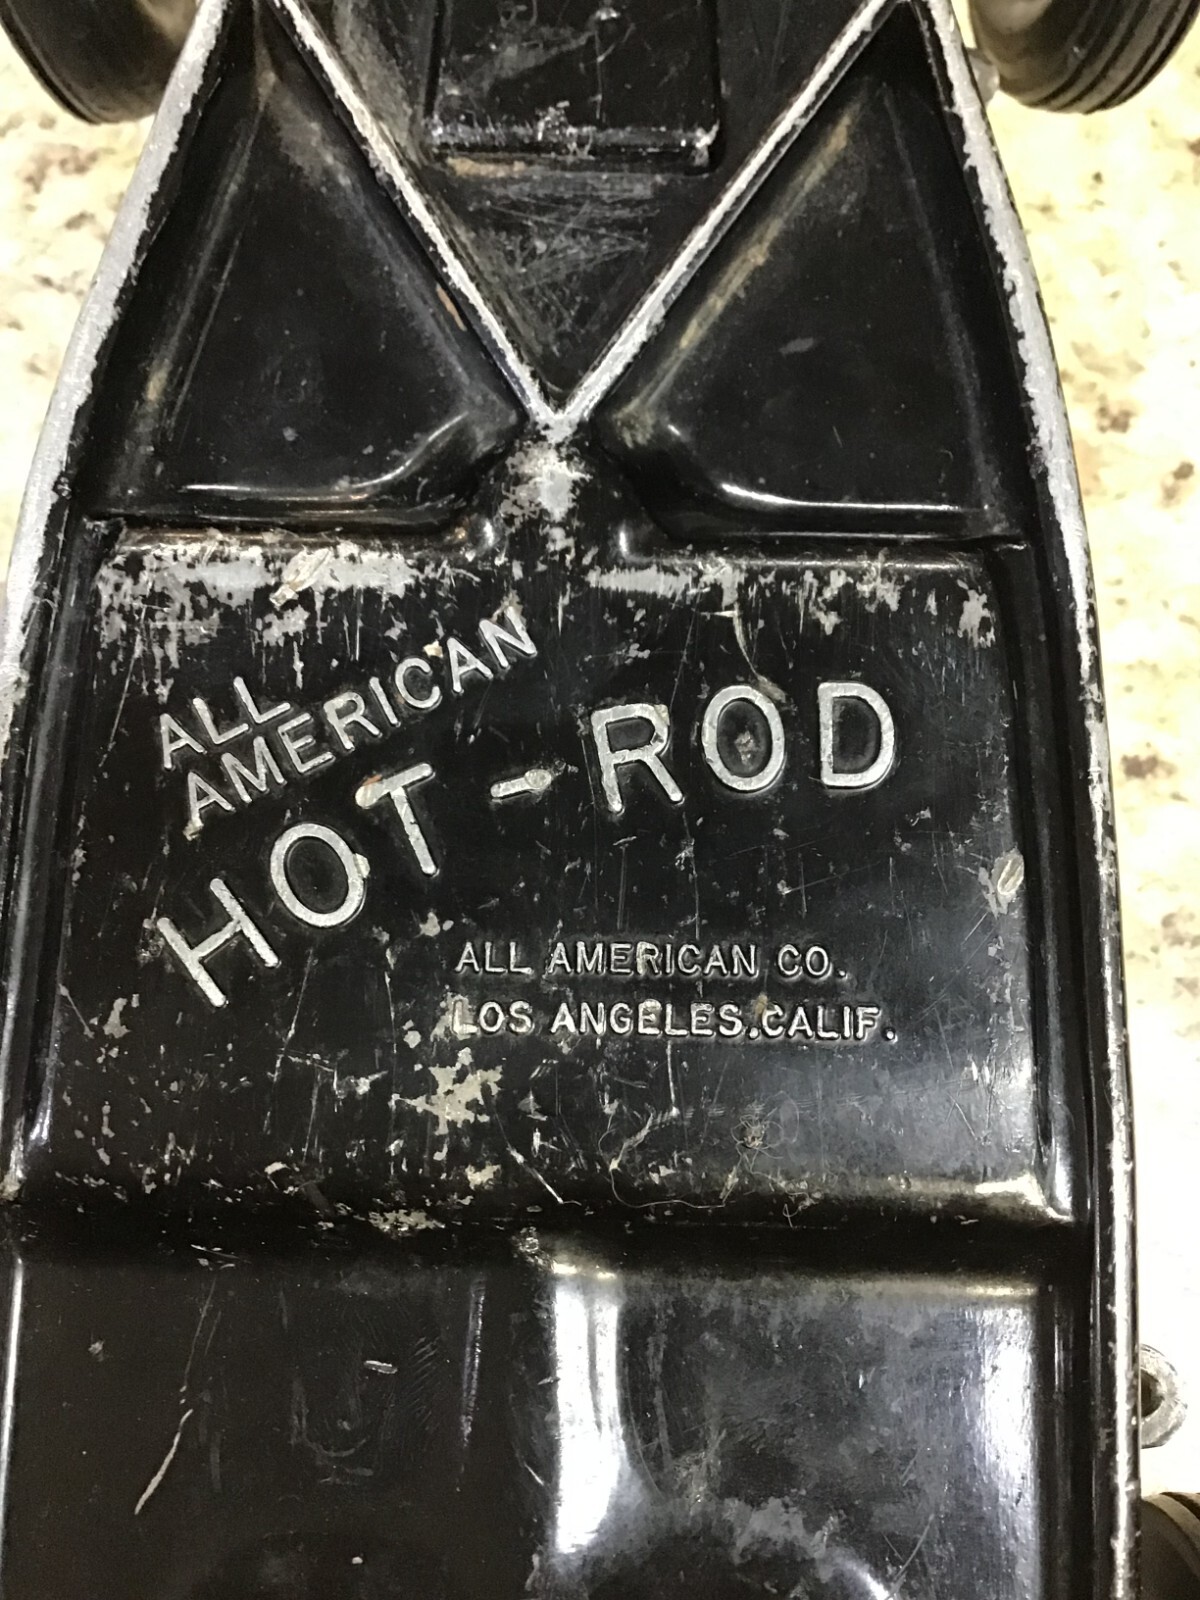 ALL
AMERICAN
HOT-ROD
ALL AMERICAN CO.
LOS ANGELES,CALIF.